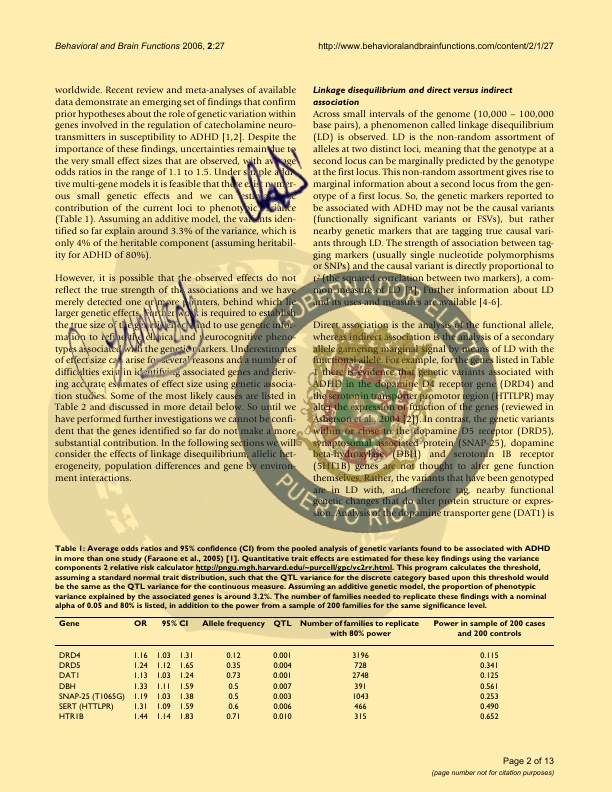 Behavioral and Brain Functions 2006, 2:27
http://www.behavioralandbrainfunctions.com/content/2/1/27
worldwide. Recent review and meta-analyses of available
data demonstrate an emerging set of findings that confirm
prior hypotheses about the role of genetic variation within
genes involved in the regulation of catecholamine neuro-
transmitters in susceptibility to ADHD [1,2]. Despite the
importance of these findings, uncertainties remain due to
the very small effect sizes that are observed, with average
odds ratios in the range of 1.1 to 1.5. Under simple addi-
tive multi-gene models it is feasible that there exist numer-
ous small genetic effects and we can
contribution of the current loci to phenotypic variance
(Table 1). Assuming an additive model, the variants iden-
tified so far explain around 3.3% of the variance, which is
only 4% of the heritable component (assuming heritabil-
ity for ADHD of 80%).
However, it is possible that the observed effects do not
reflect the true strength of the associations and we have
merely detected one or more pointers, behind which lie
larger genetic effects. Further work is required to establish
the true size of the genetic effects and to use genetic infor-
mation to refine the clinical and neurocognitive pheno-
types associated with the genetic markers. Underestimates
of effect size can arise for several reasons and a number of
difficulties exist in identifying associated genes and deriv-
ing accurate estimates of effect size using genetic associa-
tion studies. Some of the most likely causes are listed in
Table 2 and discussed in more detail below. So until we
have performed further investigations we cannot be confi-
dent that the genes identified so far do not make a more
substantial contribution. In the following sections we will
consider the effects of linkage disequilibrium, allelic het-
erogeneity, population differences and gene by environ-
ment interactions.
Linkage disequilibrium and direct versus indirect
association
Across small intervals of the genome (10,000 – 100,000
base pairs), a phenomenon called linkage disequilibrium
(LD) is observed. LD is the non-random assortment of
alleles at two distinct loci, meaning that the genotype at a
second locus can be marginally predicted by the genotype
at the first locus. This non-random assortment gives rise to
marginal information about a second locus from the gen-
otype of a first locus. So, the genetic markers reported to
be associated with ADHD may not be the causal variants
(functionally significant variants or FSVs), but rather
nearby genetic markers that are tagging true causal vari-
ants through LD. The strength of association between tag-
ging markers (usually single nucleotide polymorphisms
or SNPs) and the causal variant is directly proportional to
r² (the squared correlation between two markers), a com-
mon measure of LD [3]. Further information about LD
and its uses and measures are available [4-6].
Direct association is the analysis of the functional allele,
whereas indirect association is the analysis of a secondary
allele garnering marginal signal by means of LD with the
functional allele. For example, for the genes listed in Table
1 there is evidence that genetic variants associated with
ADHD in the dopamine D4 receptor gene (DRD4) and
the serotonin transporter promotor region (HTTLPR) may
alter the expression or function of the genes (reviewed in
Asherson et al., 2004 [2]). In contrast, the genetic variants
within or close to the dopamine D5 receptor (DRD5),
synaptosomal associated protein (SNAP-25), dopamine
beta-hydroxylase (DBH) and serotonin 1B receptor
(5HT1B) genes are not thought to alter gene function
themselves. Rather, the variants that have been genotyped
are in LD with, and therefore tag, nearby functional
genetic changes that do alter protein structure or expres-
sion. Analysis of the dopamine transporter gene (DAT1) is
PUERTO RICO
Table 1: Average odds ratios and 95% confidence (CI) from the pooled analysis of genetic variants found to be associated with ADHD
in more than one study (Faraone et al., 2005) [1]. Quantitative trait effects are estimated for these key findings using the variance
components 2 relative risk calculator http://pngu.mgh.harvard.edu/~purcell/gpc/vc2rr.html. This program calculates the threshold,
assuming a standard normal trait distribution, such that the QTL variance for the discrete category based upon this threshold would
be the same as the QTL variance for the continuous measure. Assuming an additive genetic model, the proportion of phenotypic
variance explained by the associated genes is around 3.2%. The number of families needed to replicate these findings with a nominal
alpha of 0.05 and 80% is listed, in addition to the power from a sample of 200 families for the same significance level.
Gene OR 95% CI Allele frequency QTL Number of families to replicate Power in sample of 200 cases
with 80% power and 200 controls
DRD4 1.16 1.03 1.31 0.12 0.001 3196 0.115
DRD5 1.24 1.12 1.65 0.35 0.004 728 0.341
DAT1 1.13 1.03 1.24 0.73 0.001 2748 0.125
DBH 1.33 1.11 1.59 0.5 0.007 391 0.561
SNAP-25 (T1065G) 1.19 1.03 1.38 0.5 0.003 1043 0.253
SERT (HTTLPR) 1.31 1.09 1.59 0.6 0.006 466 0.490
HTR1B 1.44 1.14 1.83 0.71 0.010 315 0.652
Page 2 of 13
(page number not for citation purposes)